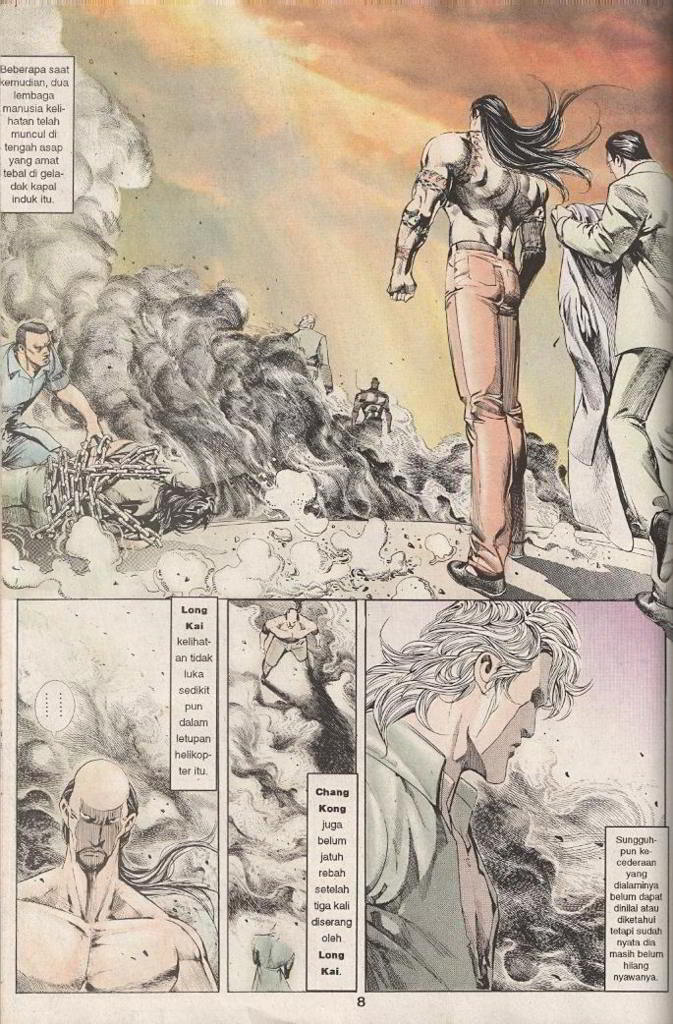 Beberapa saat
kemudian, dua
lembaga
manusia keli-
hatan telah
muncul di
tengah asap
yang amat
tebal di gela-
dak kapal
induk itu.
Long
Kai
kelihat-
an tidak
luka
sedikit
pun
dalam
letupan
helikop-
ter itu.
Chang
Kong
juga
belum
jatuh
rebah
setelah
tiga kali
diserang
oleh
Long
Kai.
Sungguh-
pun ke-
cederaan
yang
dialaminya
belum dapat
dinilai atau
diketahui
tetapi sudah
nyata dia
masih belum
hilang
nyawanya.
8